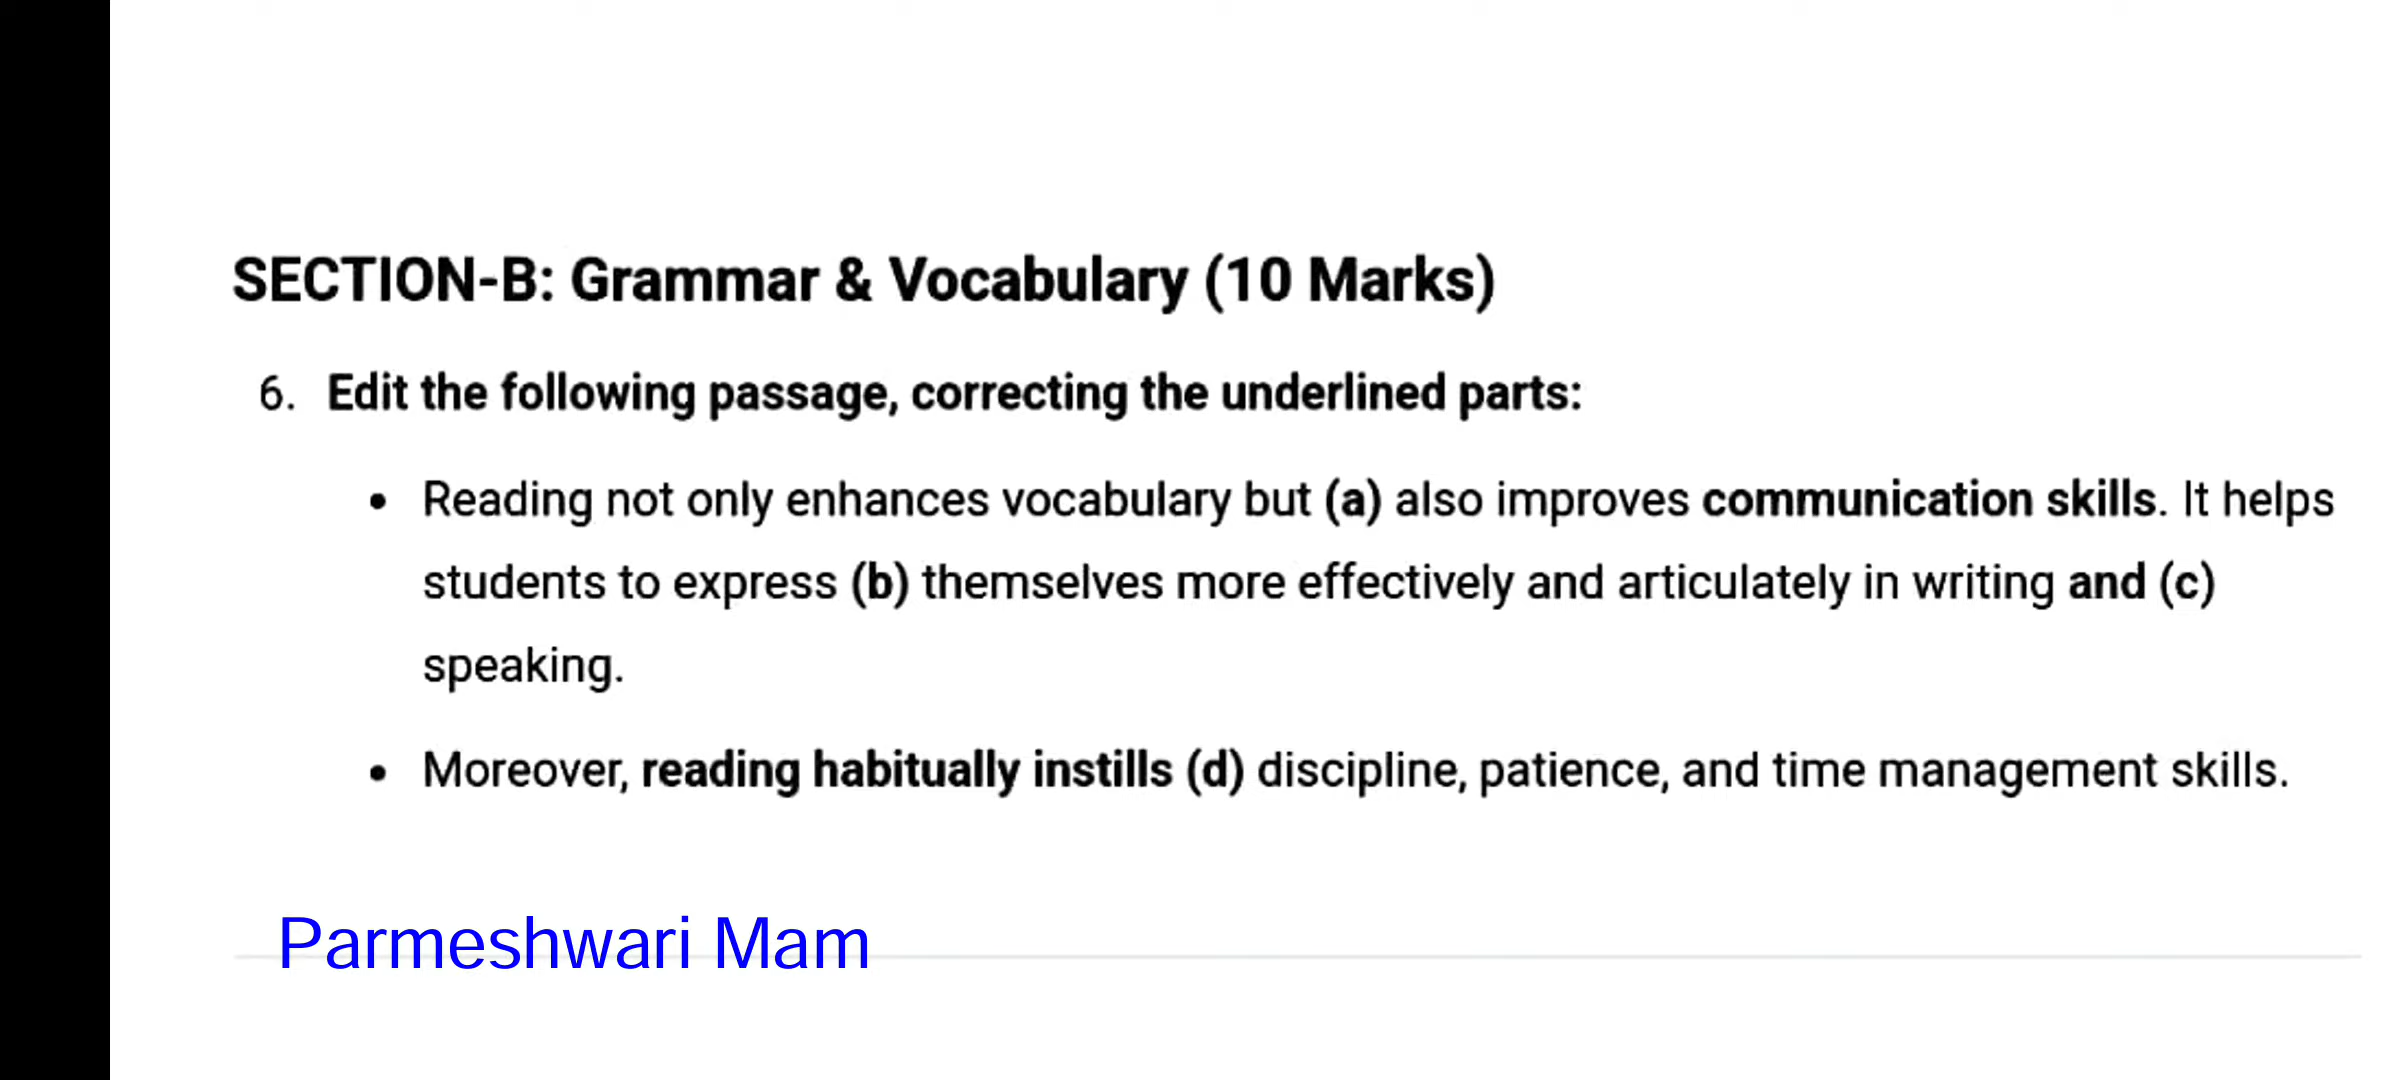 SECTION-B: Grammar & Vocabulary (10 Marks)
6. Edit the following passage, correcting the underlined parts:
• Reading not only enhances vocabulary but (a) also improves communication skills. It helps
students to express (b) themselves more effectively and articulately in writing and (c)
speaking.
• Moreover, reading habitually instills (d) discipline, patience, and time management skills.
Parmeshwari Mam